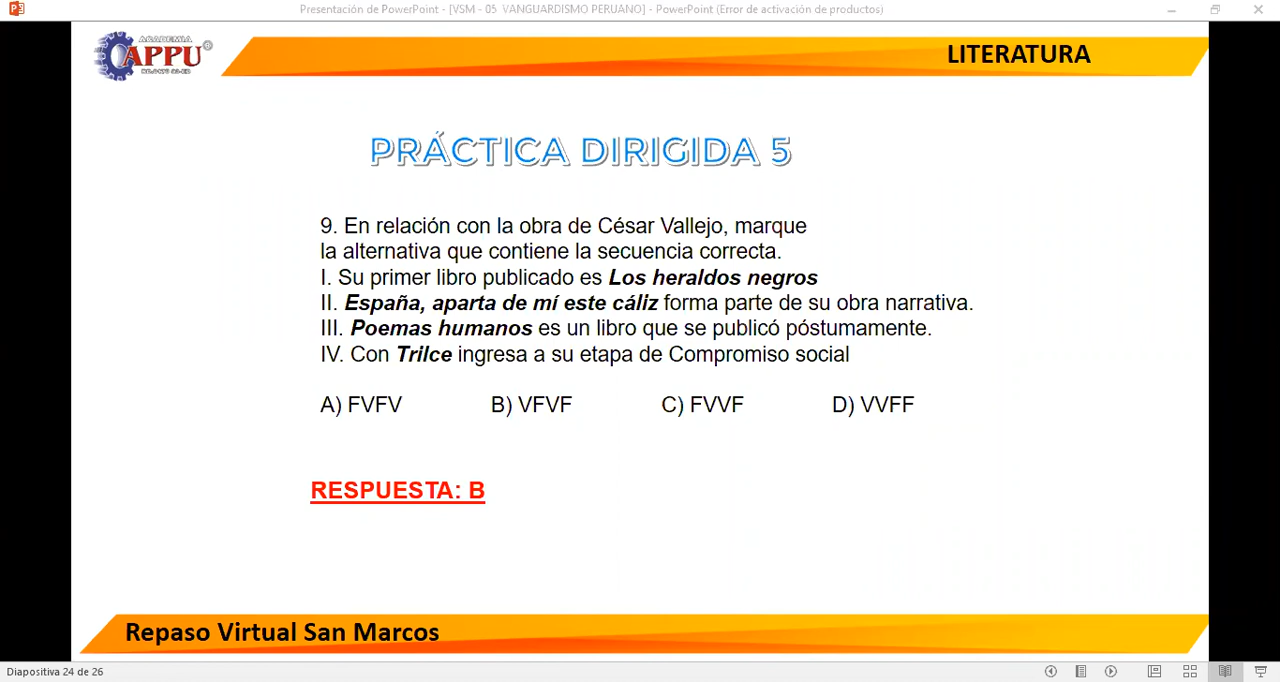 Presentación de PowerPoint - [VSM - 05 VANGUARDISMO PERUANO] - PowerPoint (Error de activación de productos)
ACADEMIA
APPU
LITERATURA
PRÁCTICA DIRIGIDA 5
9. En relación con la obra de César Vallejo, marque
la alternativa que contiene la secuencia correcta.
I. Su primer libro publicado es Los heraldos negros
II. España, aparta de mí este cáliz forma parte de su obra narrativa.
III. Poemas humanos es un libro que se publicó póstumamente.
IV. Con Trilce ingresa a su etapa de Compromiso social
A) FVFV B) VFVF C) FVVF D) VVFF
RESPUESTA: B
Repaso Virtual San Marcos
Diapositiva 24 de 26